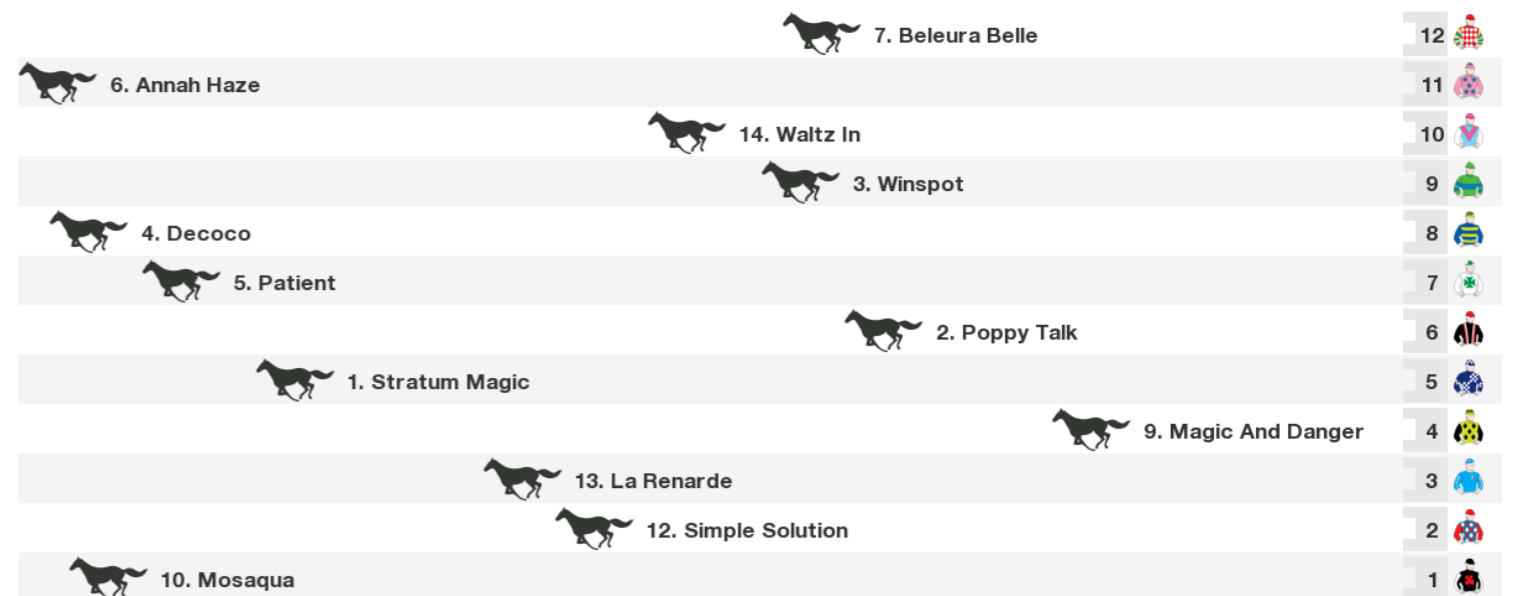 7. Beleura Belle 12
6. Annah Haze 11
14. Waltz In 10
3. Winspot 9
4. Decoco 8
5. Patient 7
2. Poppy Talk 6
1. Stratum Magic 5
9. Magic And Danger 4
13. La Renarde 3
12. Simple Solution 2
10. Mosaqua 1